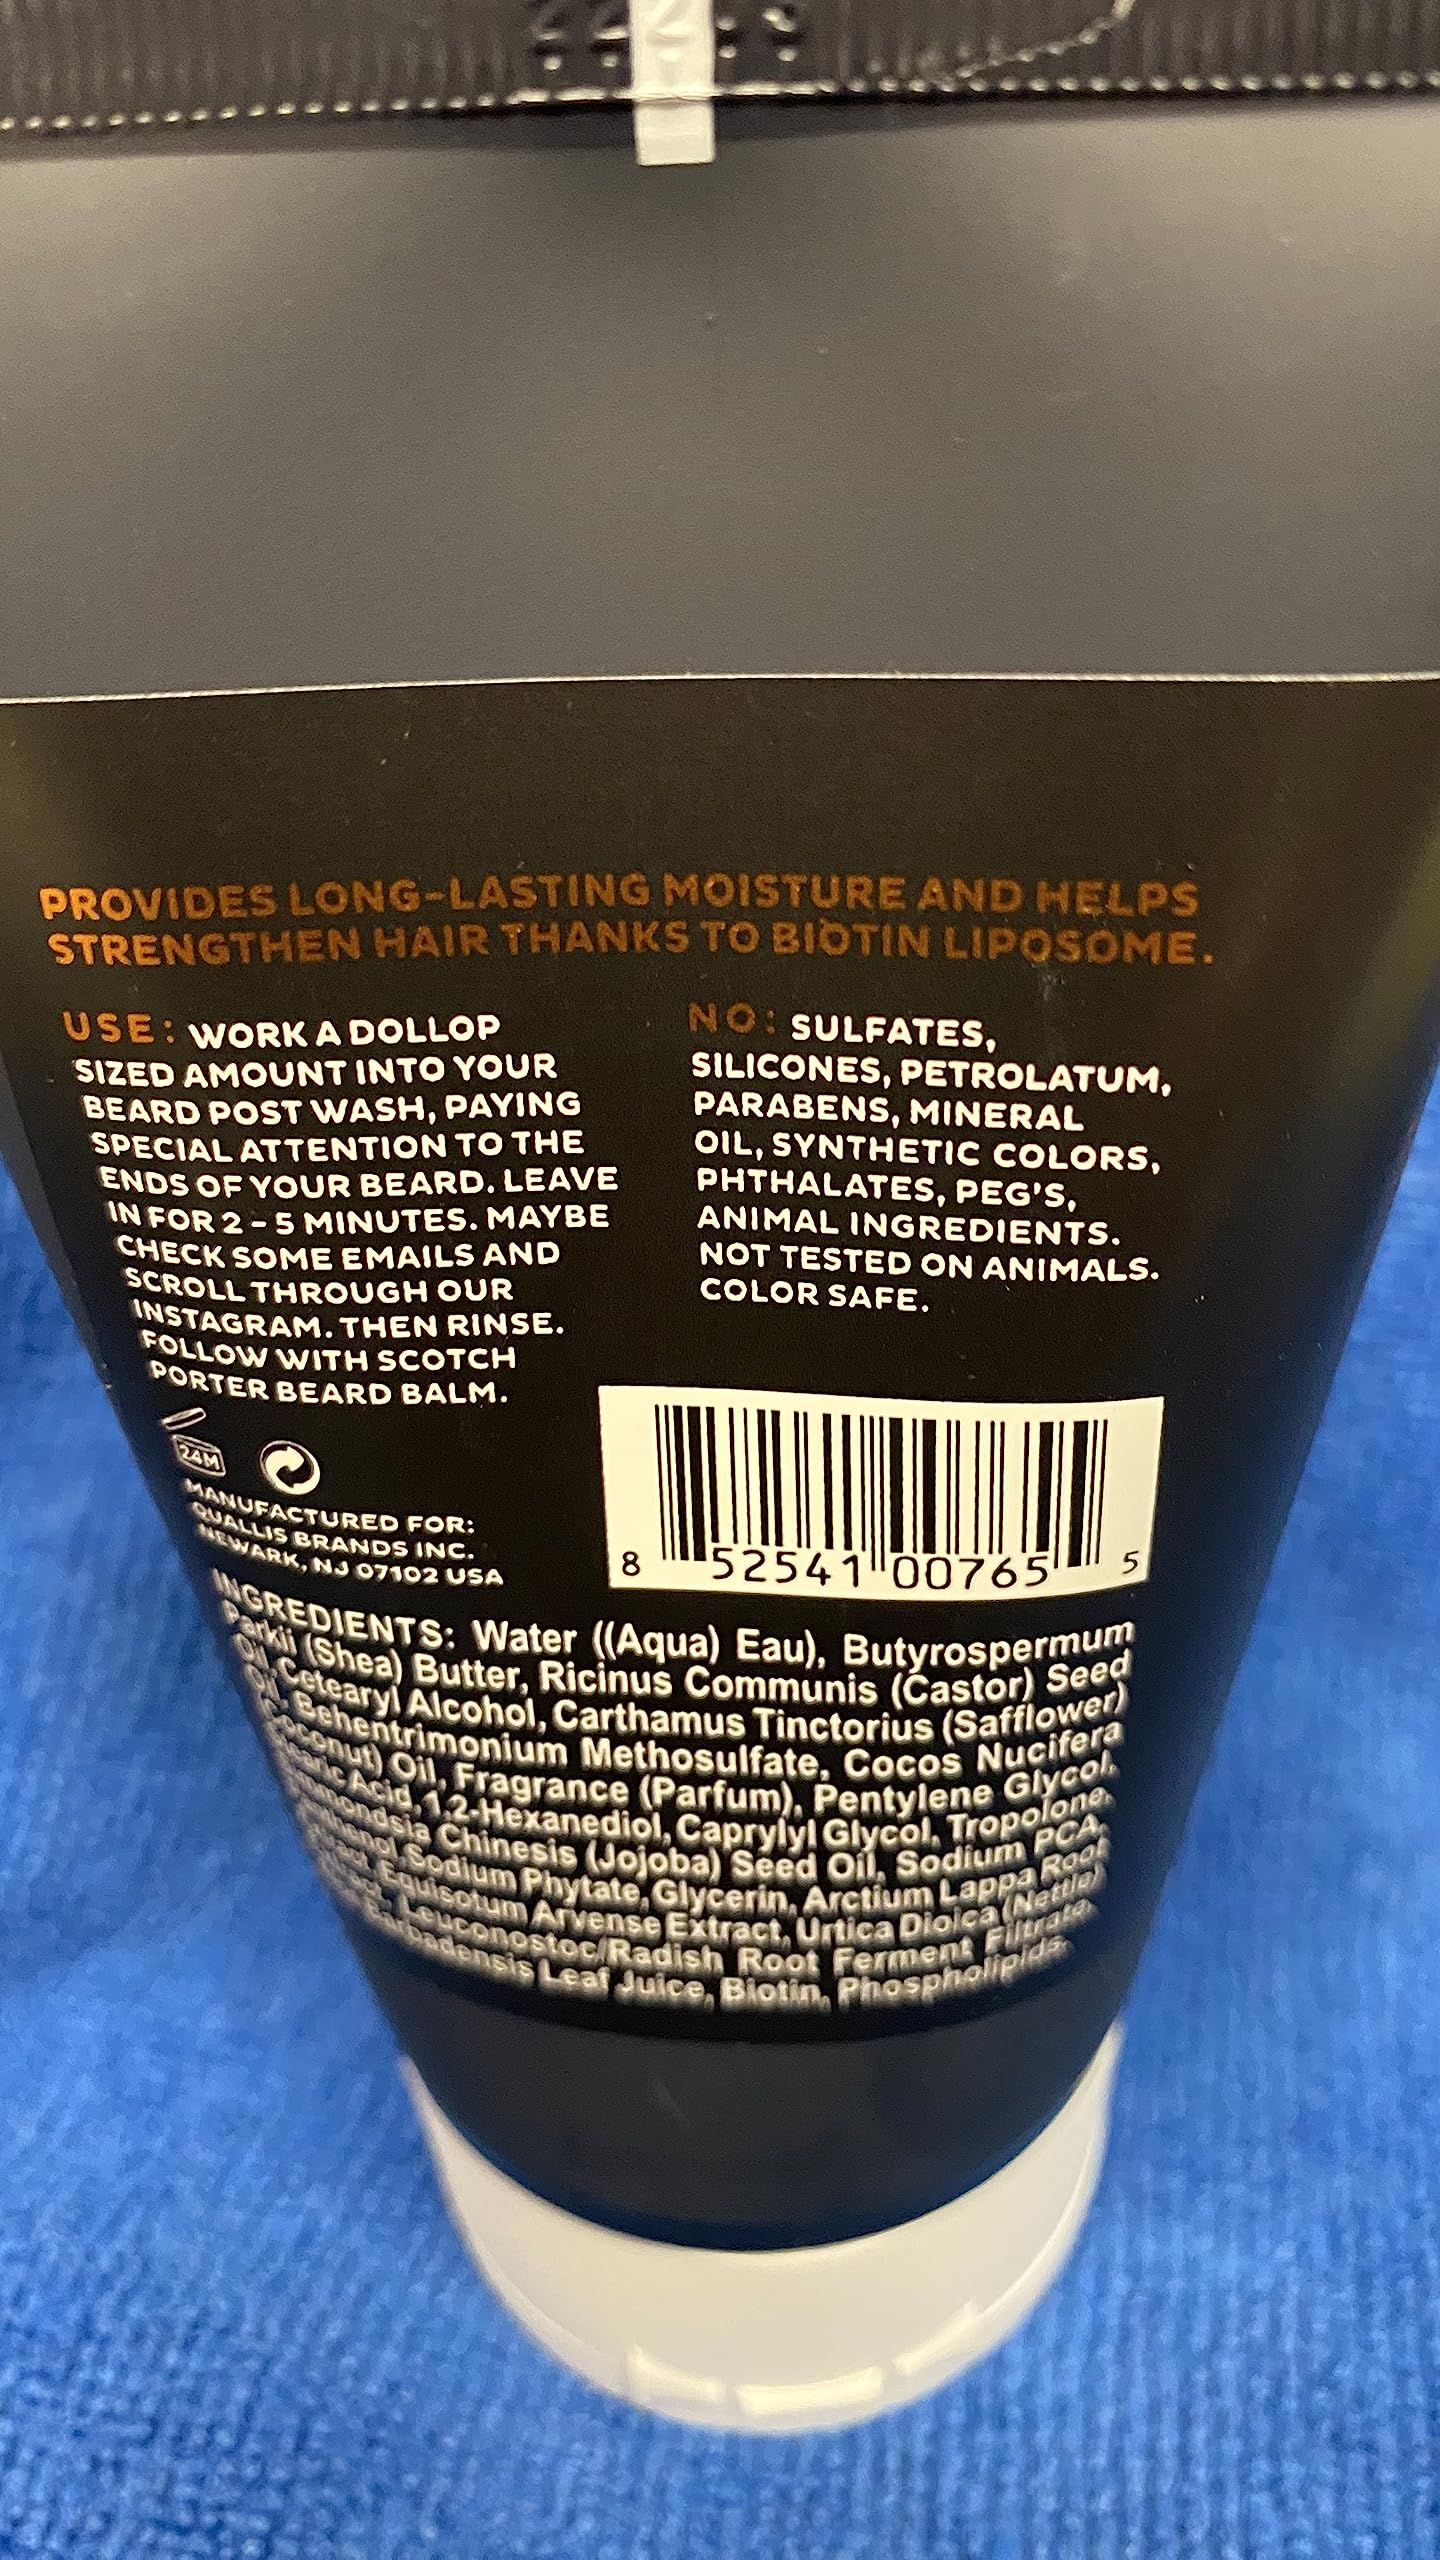 PROVIDES LONG-LASTING MOISTURE AND HELPS
STRENGTHEN HAIR THANKS TO BIOTIN LIPOSOME.
USE: WORK A DOLLOP
SIZED AMOUNT INTO YOUR
BEARD POST WASH, PAYING
SPECIAL ATTENTION TO THE
ENDS OF YOUR BEARD. LEAVE
IN FOR 2 - 5 MINUTES. MAYBE
CHECK SOME EMAILS AND
SCROLL THROUGH OUR
INSTAGRAM. THEN RINSE.
FOLLOW WITH SCOTCH
PORTER BEARD BALM.
NO: SULFATES,
SILICONES, PETROLATUM,
PARABENS, MINERAL
OIL, SYNTHETIC COLORS,
PHTHALATES, PEG'S,
ANIMAL INGREDIENTS.
NOT TESTED ON ANIMALS.
COLOR SAFE.
24M
MANUFACTURED FOR:
QUALLIS BRANDS INC.
NEWARK, NJ 07102 USA
8 52541 00765 5
INGREDIENTS: Water ((Aqua) Eau), Butyrospermum
Parkii (Shea) Butter, Ricinus Communis (Castor) Seed
Oil, Cetearyl Alcohol, Carthamus Tinctorius (Safflower)
Behentrimonium Methosulfate, Cocos Nucifera
(Coconut) Oil, Fragrance (Parfum), Pentylene Glycol,
Acid, 1,2-Hexanediol, Caprylyl Glycol, Tropolone,
Chinesis (Jojoba) Seed Oil, Sodium PCA,
Sodium Phytate, Glycerin, Arctium Lappa Root
Equisotum Arvense Extract, Urtica Dioica (Nettle)
Leuconostoc/Radish Root Ferment Filtrate,
Leaf Juice, Biotin, Phospholipids.